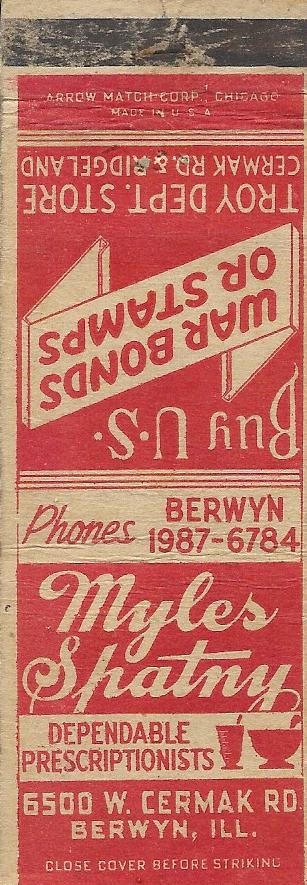 ARROW MATCH CORP., CHICAGO
MADE IN U S A
Buy U.S.
WAR BONDS
OR STAMPS
TROY DEPT. STORE
CERMAK RD. & RIDGELAND
Phones BERWYN
1987-6784
Myles
Spatny
DEPENDABLE
PRESCRIPTIONISTS
6500 W. CERMAK RD
BERWYN, ILL.
CLOSE COVER BEFORE STRIKING